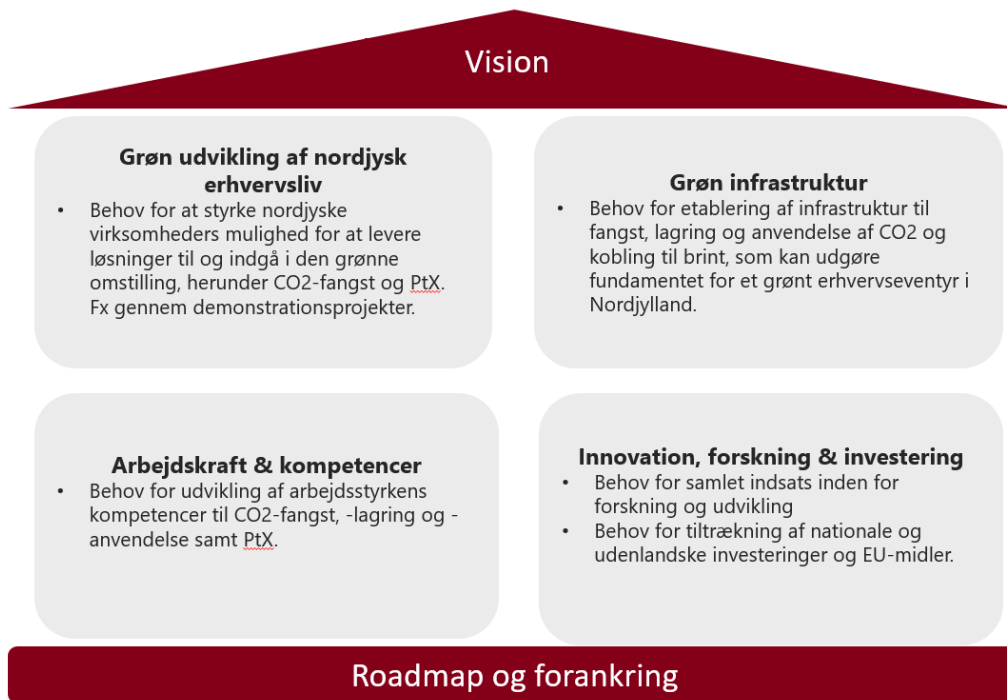 Vision
Grøn udvikling af nordjysk
erhvervsliv
• Behov for at styrke nordjyske
virksomheders mulighed for at levere
løsninger til og indgå i den grønne
omstilling, herunder CO2-fangst og PtX.
Fx gennem demonstrationsprojekter.
Grøn infrastruktur
• Behov for etablering af infrastruktur til
fangst, lagring og anvendelse af CO2 og
kobling til brint, som kan udgøre
fundamentet for et grønt erhvervseventyr i
Nordjylland.
Arbejdskraft & kompetencer
• Behov for udvikling af arbejdsstyrkens
kompetencer til CO2-fangst, -lagring og -
anvendelse samt PtX.
Innovation, forskning & investering
• Behov for samlet indsats inden for
forskning og udvikling
• Behov for tiltrækning af nationale og
udenlandske investeringer og EU-midler.
Roadmap og forankring